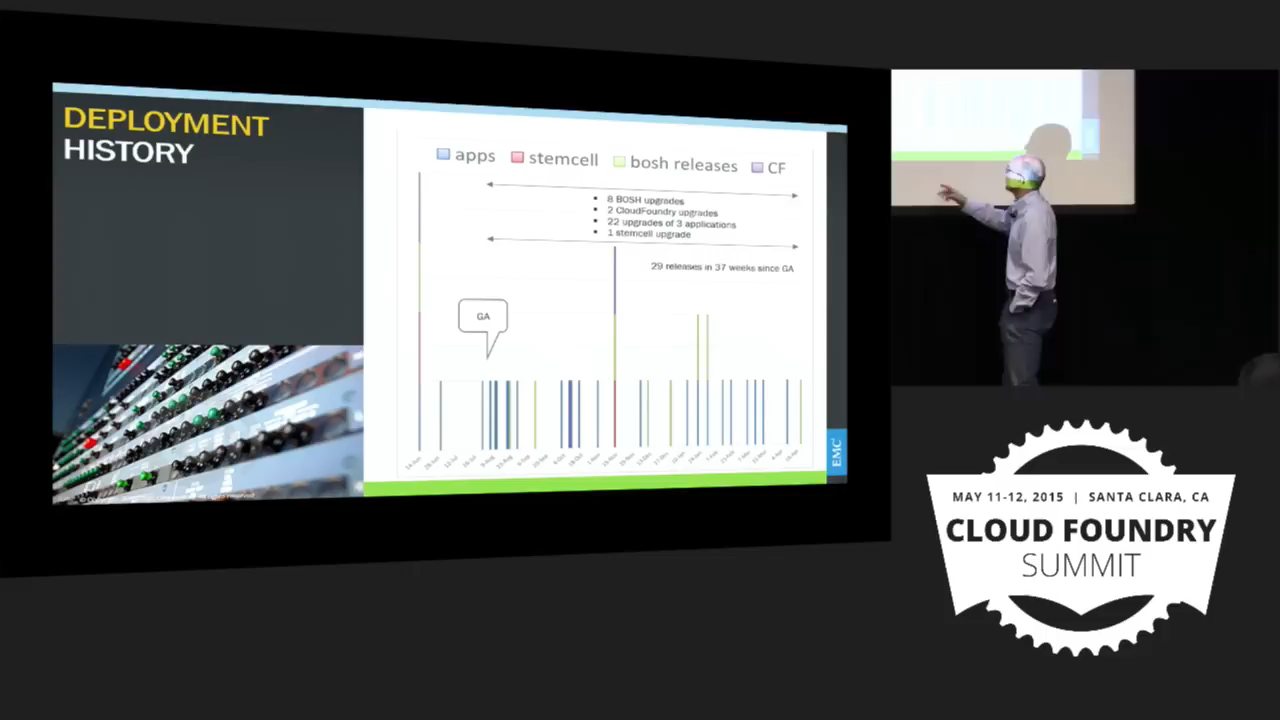 DEPLOYMENT
HISTORY
apps stemcell bosh releases CF
8 BOSH upgrades
2 CloudFoundry upgrades
22 upgrades of 3 applications
1 stemcell upgrade
29 releases in 37 weeks since GA
GA
EMC²
MAY 11-12, 2015 | SANTA CLARA, CA
CLOUD FOUNDRY
SUMMIT